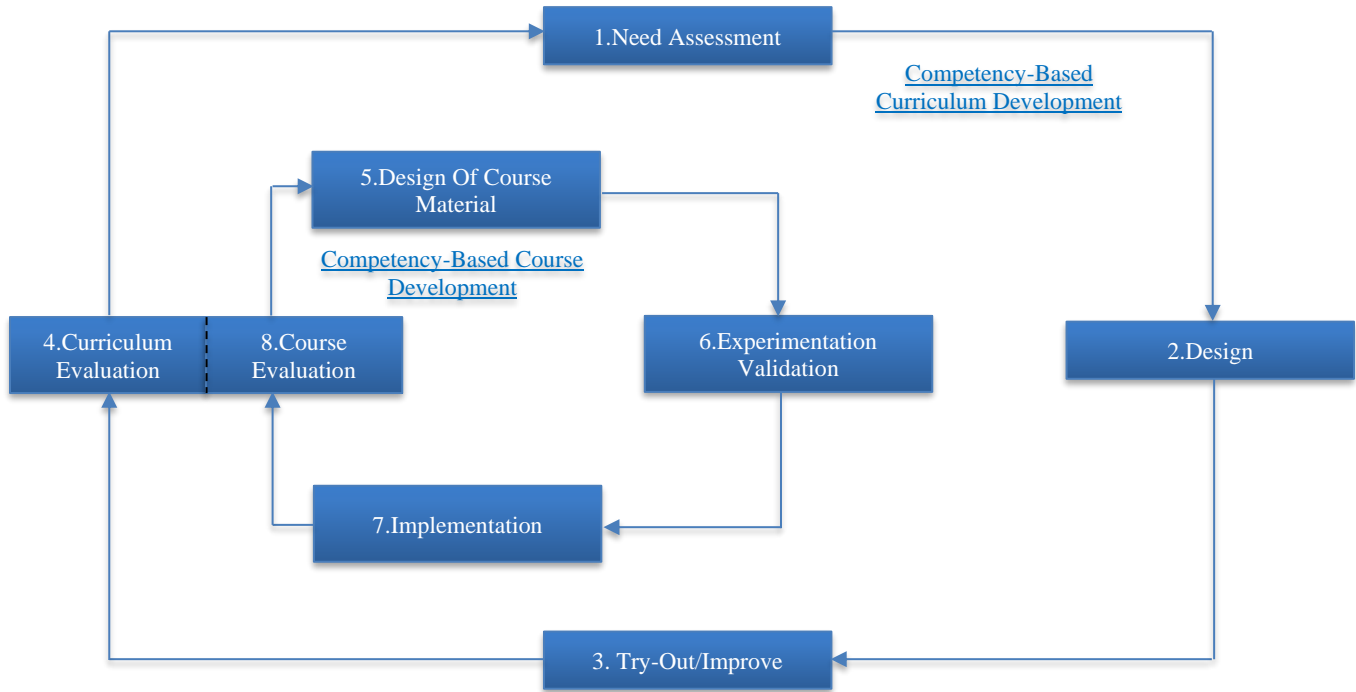 1.Need Assessment
Competency-Based
Curriculum Development
5.Design Of Course
Material
Competency-Based Course
Development
4.Curriculum
Evaluation
8.Course
Evaluation
6.Experimentation
Validation
2.Design
7.Implementation
3. Try-Out/Improve